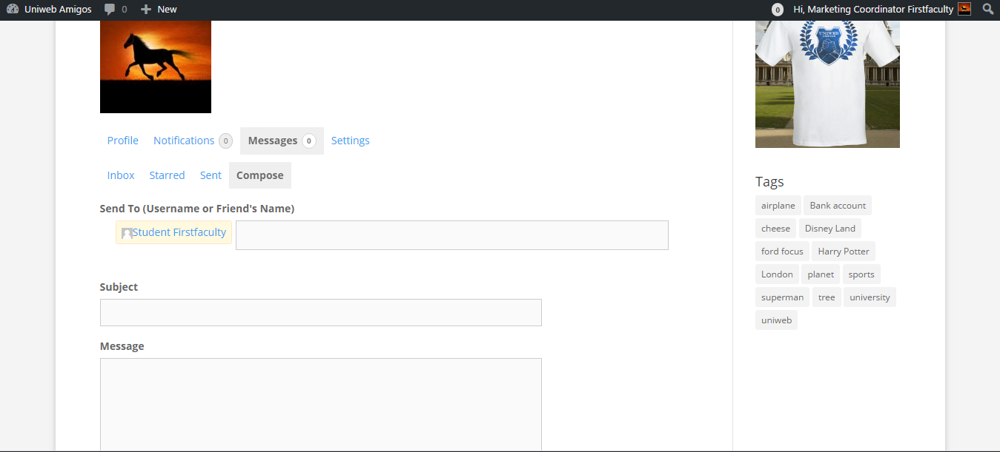 Uniweb Amigos 0 New 0 Hi, Marketing Coordinator Firstfaculty
UNIWEB
Profile Notifications 0 Messages 0 Settings
Inbox Starred Sent Compose
Send To (Username or Friend's Name)
Student Firstfaculty
Subject
Message
Tags
airplane Bank account
cheese Disney Land
ford focus Harry Potter
London planet sports
superman tree university
uniweb